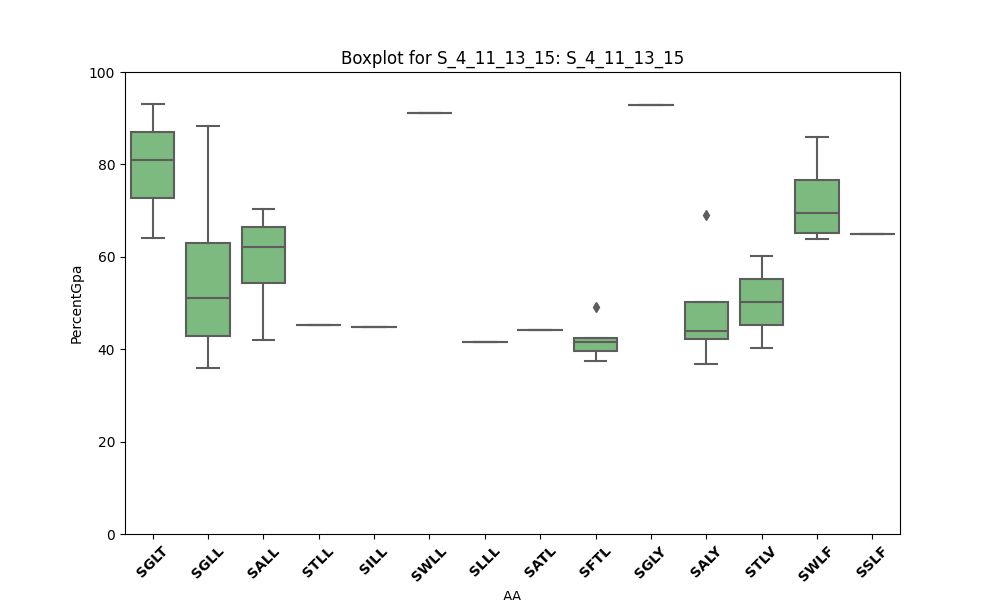 Boxplot for S_4_11_13_15: S_4_11_13_15
PercentGpa
100
80
60
40
20
0
SGLT SGLL SALL STLL SILL SWLL SLLL SATL SFTL SGLY SALY STLV SWLF SSLF
AA